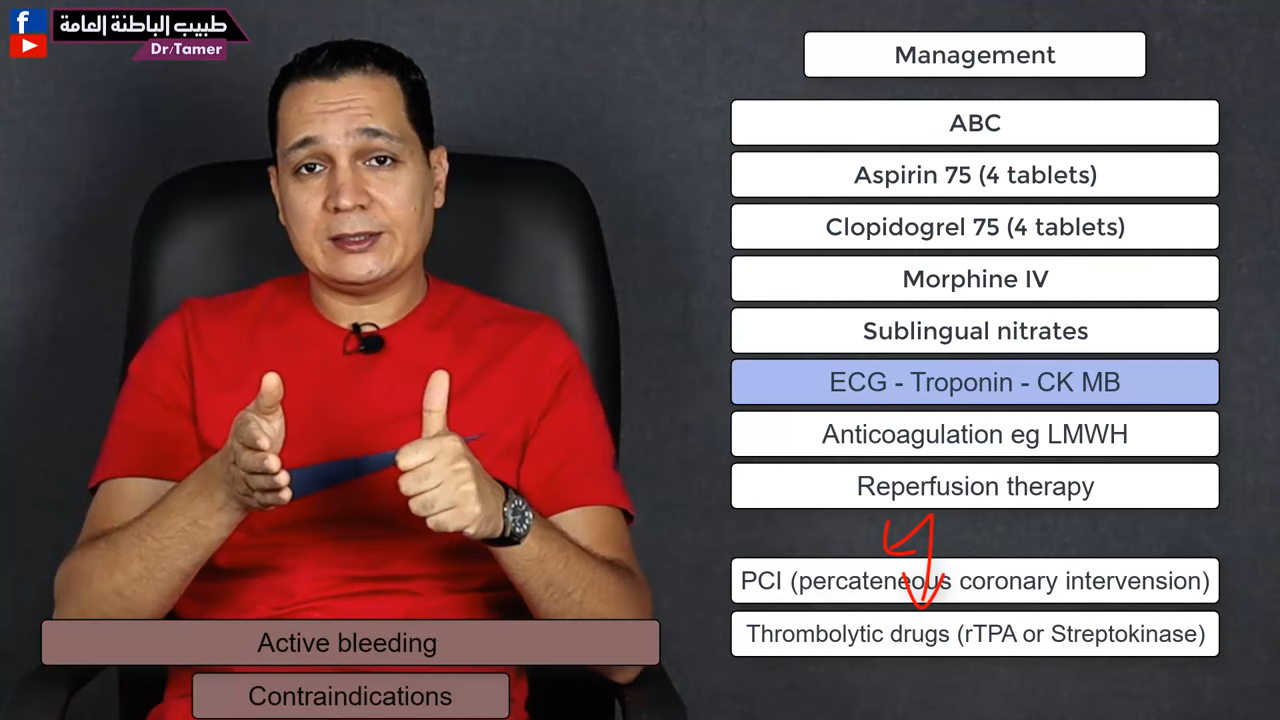 طبيب الباطنة العامة
Dr/Tamer
Management
ABC
Aspirin 75 (4 tablets)
Clopidogrel 75 (4 tablets)
Morphine IV
Sublingual nitrates
ECG - Troponin - CK MB
Anticoagulation eg LMWH
Reperfusion therapy
PCI (percateneous coronary intervension)
Thrombolytic drugs (rTPA or Streptokinase)
Active bleeding
Contraindications